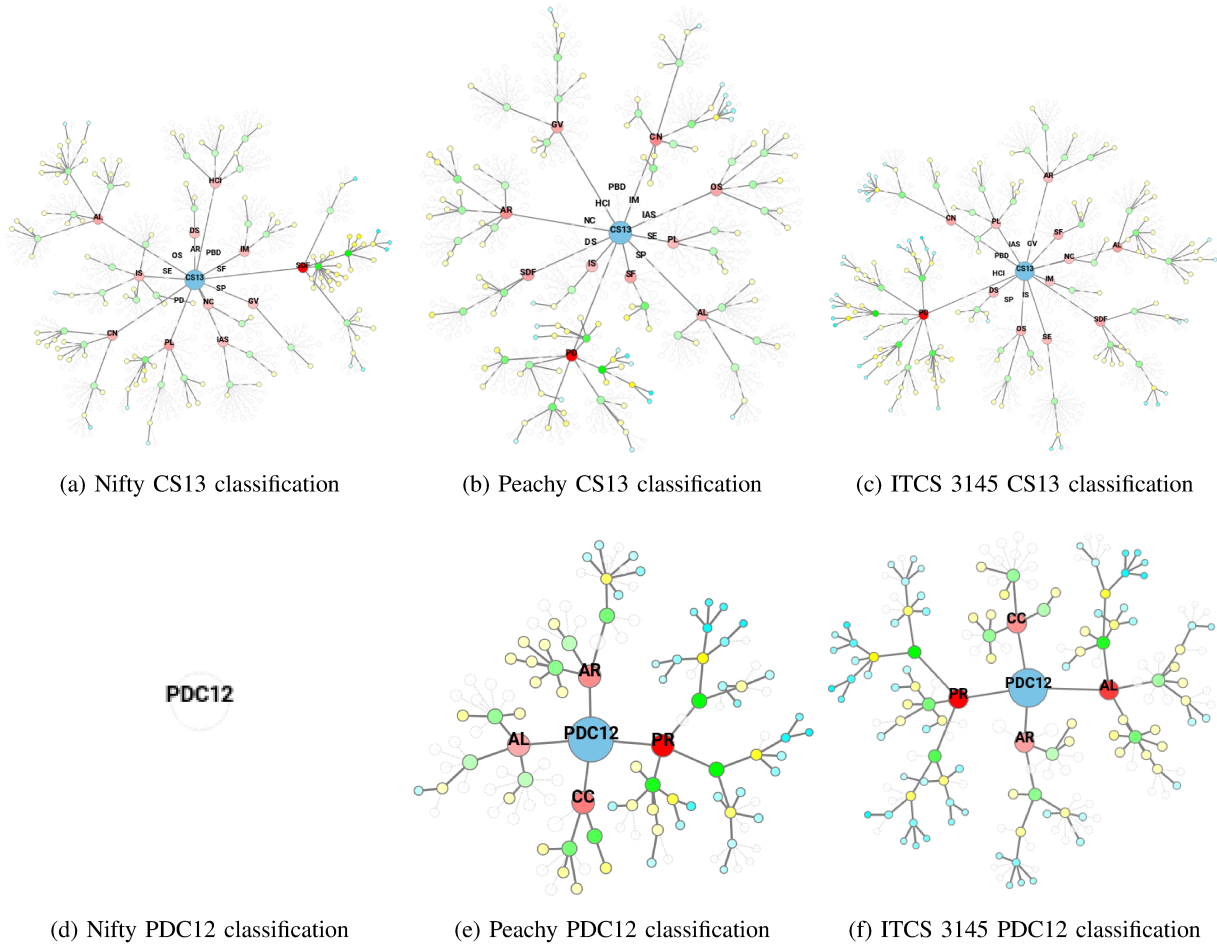 HCI
AL
DS
AR
PBD
IM
OS
SDF
IS
SE
SF
CS13
SP
PD
NC
GV
CN
PL
IAS
(a) Nifty CS13 classification
GV
CN
PBD
OS
HCI
IM
AR
NC
IAS
CS13
SE
PL
DS
SP
IS
SDF
SF
AL
PD
(b) Peachy CS13 classification
AR
CN
PL
SF
IAS
GV
AL
PBD
NC
HCI
CS13
IM
DS
IS
SP
PD
SDF
OS
SE
(c) ITCS 3145 CS13 classification
PDC12
(d) Nifty PDC12 classification
AR
PDC12
AL
PR
CC
(e) Peachy PDC12 classification
CC
PDC12
PR
AL
AR
(f) ITCS 3145 PDC12 classification